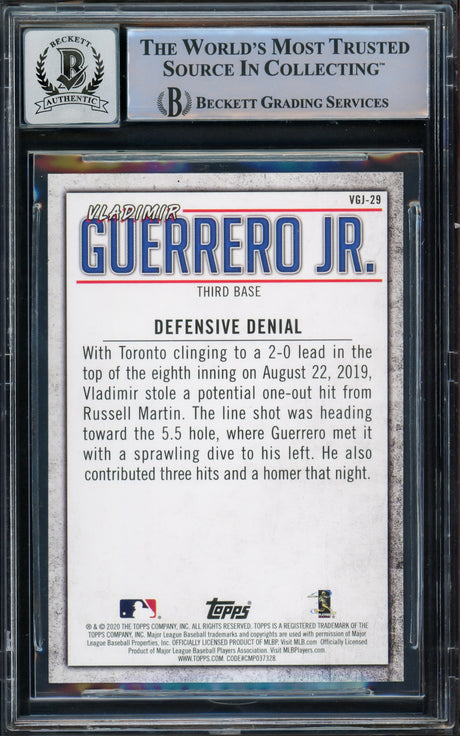 BECKETT
B
AUTHENTIC
THE WORLD'S MOST TRUSTED
SOURCE IN COLLECTING™
B BECKETT GRADING SERVICES
VGJ-29
VLADIMIR
GUERRERO JR.
THIRD BASE
DEFENSIVE DENIAL
With Toronto clinging to a 2-0 lead in the
top of the eighth inning on August 22, 2019,
Vladimir stole a potential one-out hit from
Russell Martin. The line shot was heading
toward the 5.5 hole, where Guerrero met it
with a sprawling dive to his left. He also
contributed three hits and a homer that night.
Topps
® & © 2020 THE TOPPS COMPANY, INC. ALL RIGHTS RESERVED. TOPPS IS A REGISTERED TRADEMARK OF THE
TOPPS COMPANY, INC. Major League Baseball trademarks and copyrights are used with permission of Major
League Baseball Properties. OFFICIALLY LICENSED PRODUCT OF MLBP. Visit MLB.com Officially Licensed
Product of Major League Baseball Players Association. Visit MLBPlayers.com.
WWW.TOPPS.COM. CODE#CMP037328